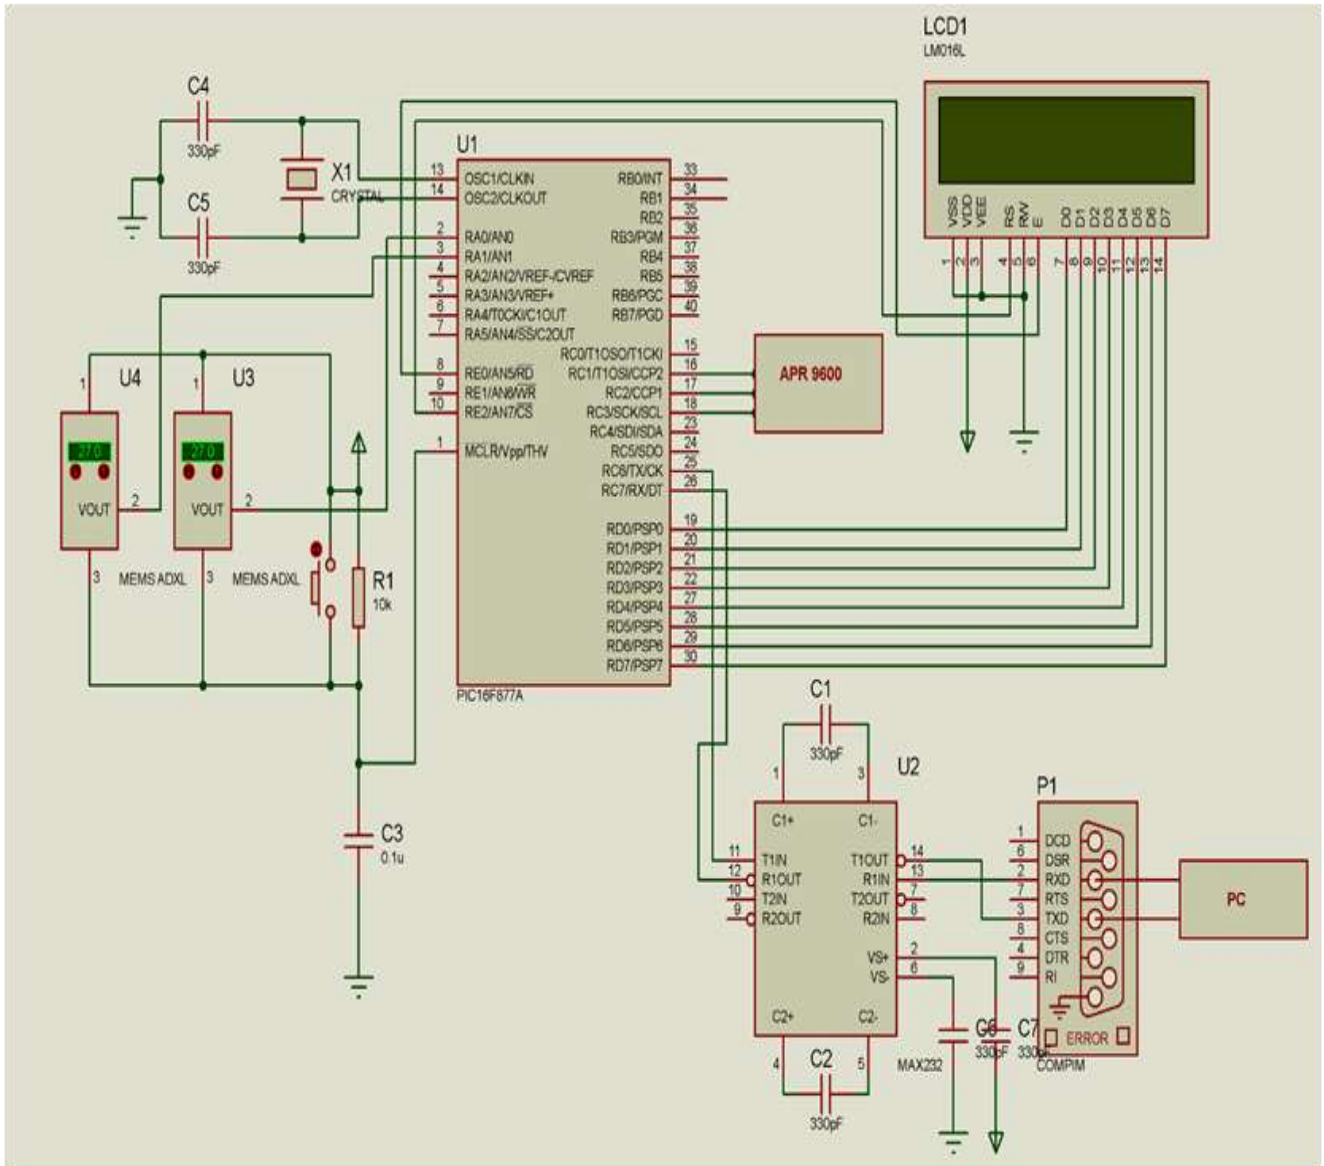 LCD1
LM016L
VSS
VDD
VEE
RS
RW
E
D0
D1
D2
D3
D4
D5
D6
D7
1
2
3
4
5
6
7
8
9
10
11
12
13
14
C4
330pF
X1
CRYSTAL
C5
330pF
U1
13 OSC1/CLKIN
14 OSC2/CLKOUT
2 RA0/AN0
3 RA1/AN1
4 RA2/AN2/VREF-/CVREF
5 RA3/AN3/VREF+
6 RA4/T0CKI/C1OUT
7 RA5/AN4/SS/C2OUT
8 RE0/AN5/RD
9 RE1/AN6/WR
10 RE2/AN7/CS
1 MCLR/Vpp/THV
RB0/INT 33
RB1 34
RB2 35
RB3/PGM 36
RB4 37
RB5 38
RB6/PGC 39
RB7/PGD 40
RC0/T1OSO/T1CKI 15
RC1/T1OSI/CCP2 16
RC2/CCP1 17
RC3/SCK/SCL 18
RC4/SDI/SDA 23
RC5/SDO 24
RC6/TX/CK 25
RC7/RX/DT 26
RD0/PSP0 19
RD1/PSP1 20
RD2/PSP2 21
RD3/PSP3 22
RD4/PSP4 27
RD5/PSP5 28
RD6/PSP6 29
RD7/PSP7 30
PIC16F877A
APR 9600
1
U4
27.0
VOUT 2
3
MEMS ADXL
1
U3
27.0
VOUT 2
3
MEMS ADXL
R1
10k
C3
0.1u
C1
330pF
U2
1
3
C1+
C1-
11 T1IN
12 R1OUT
10 T2IN
9 R2OUT
T1OUT 14
R1IN 13
T2OUT 7
R2IN 8
VS+ 2
VS- 6
C2+
C2-
4
5
C2
330pF
MAX232
C6
330pF
C7
330pF
P1
1 DCD
6 DSR
2 RXD
7 RTS
3 TXD
8 CTS
4 DTR
9 RI
ERROR
COMPIM
PC